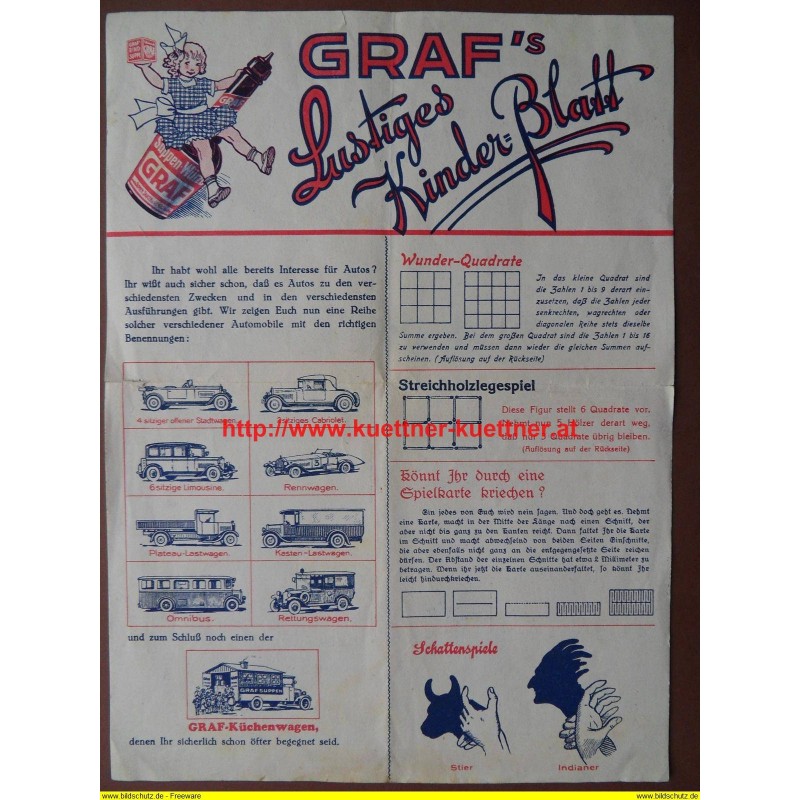 GRAF's
Lustiges
Kinder=Blatt
Suppen Würze
GRAF
GRAF
Ihr habt wohl alle bereits Interesse für Autos?
Ihr wißt auch sicher schon, daß es Autos zu den ver-
schiedensten Zwecken und in den verschiedensten
Ausführungen gibt. Wir zeigen Euch nun eine Reihe
solcher verschiedener Automobile mit den richtigen
Benennungen:
4 sitziger offener Stadtwagen.
2sitziges Cabriolet.
6sitzige Limousine.
Rennwagen.
Plateau-Lastwagen.
Kasten-Lastwagen.
Omnibus.
Rettungswagen.
und zum Schluß noch einen der
GRAF SUPPEN
GRAF-Küchenwagen,
denen Ihr sicherlich schon öfter begegnet seid.
Wunder-Quadrate
In das kleine Quadrat sind
die Zahlen 1 bis 9 derart ein-
zusetzen, daß die Zahlen jeder
senkrechten, wagrechten oder
diagonalen Reihe stets dieselbe
Summe ergeben. Bei dem großen Quadrat sind die Zahlen 1 bis 16
zu verwenden und müssen dann wieder die gleichen Summen auf-
scheinen. (Auflösung auf der Rückseite)
Streichholzlegespiel
Diese Figur stellt 6 Quadrate vor.
Nehmt nun 5 Hölzer derart weg,
daß nur 3 Quadrate übrig bleiben.
(Auflösung auf der Rückseite)
http://www.kuettner-kuettner.at
Könnt Ihr durch eine
Spielkarte kriechen?
Ein jedes von Euch wird nein sagen. Und doch geht es. Nehmt
eine Karte, macht in der Mitte der Länge nach einen Schnitt, der
aber nicht bis ganz zu den Kanten reicht. Dann faltet Ihr die Karte
im Schnitt und macht abwechselnd von beiden Seiten Einschnitte,
die aber ebenfalls nicht ganz an die entgegengesetzte Seite reichen
dürfen. Der Abstand der einzelnen Schnitte hat etwa 2 Millimeter zu
betragen. Wenn ihr jetzt die Karte auseinanderfaltet, so könnt Ihr
leicht hindurchkriechen.
Schattenspiele
Stier
Indianer
www.bildschutz.de - Freeware
www.bildschutz.de